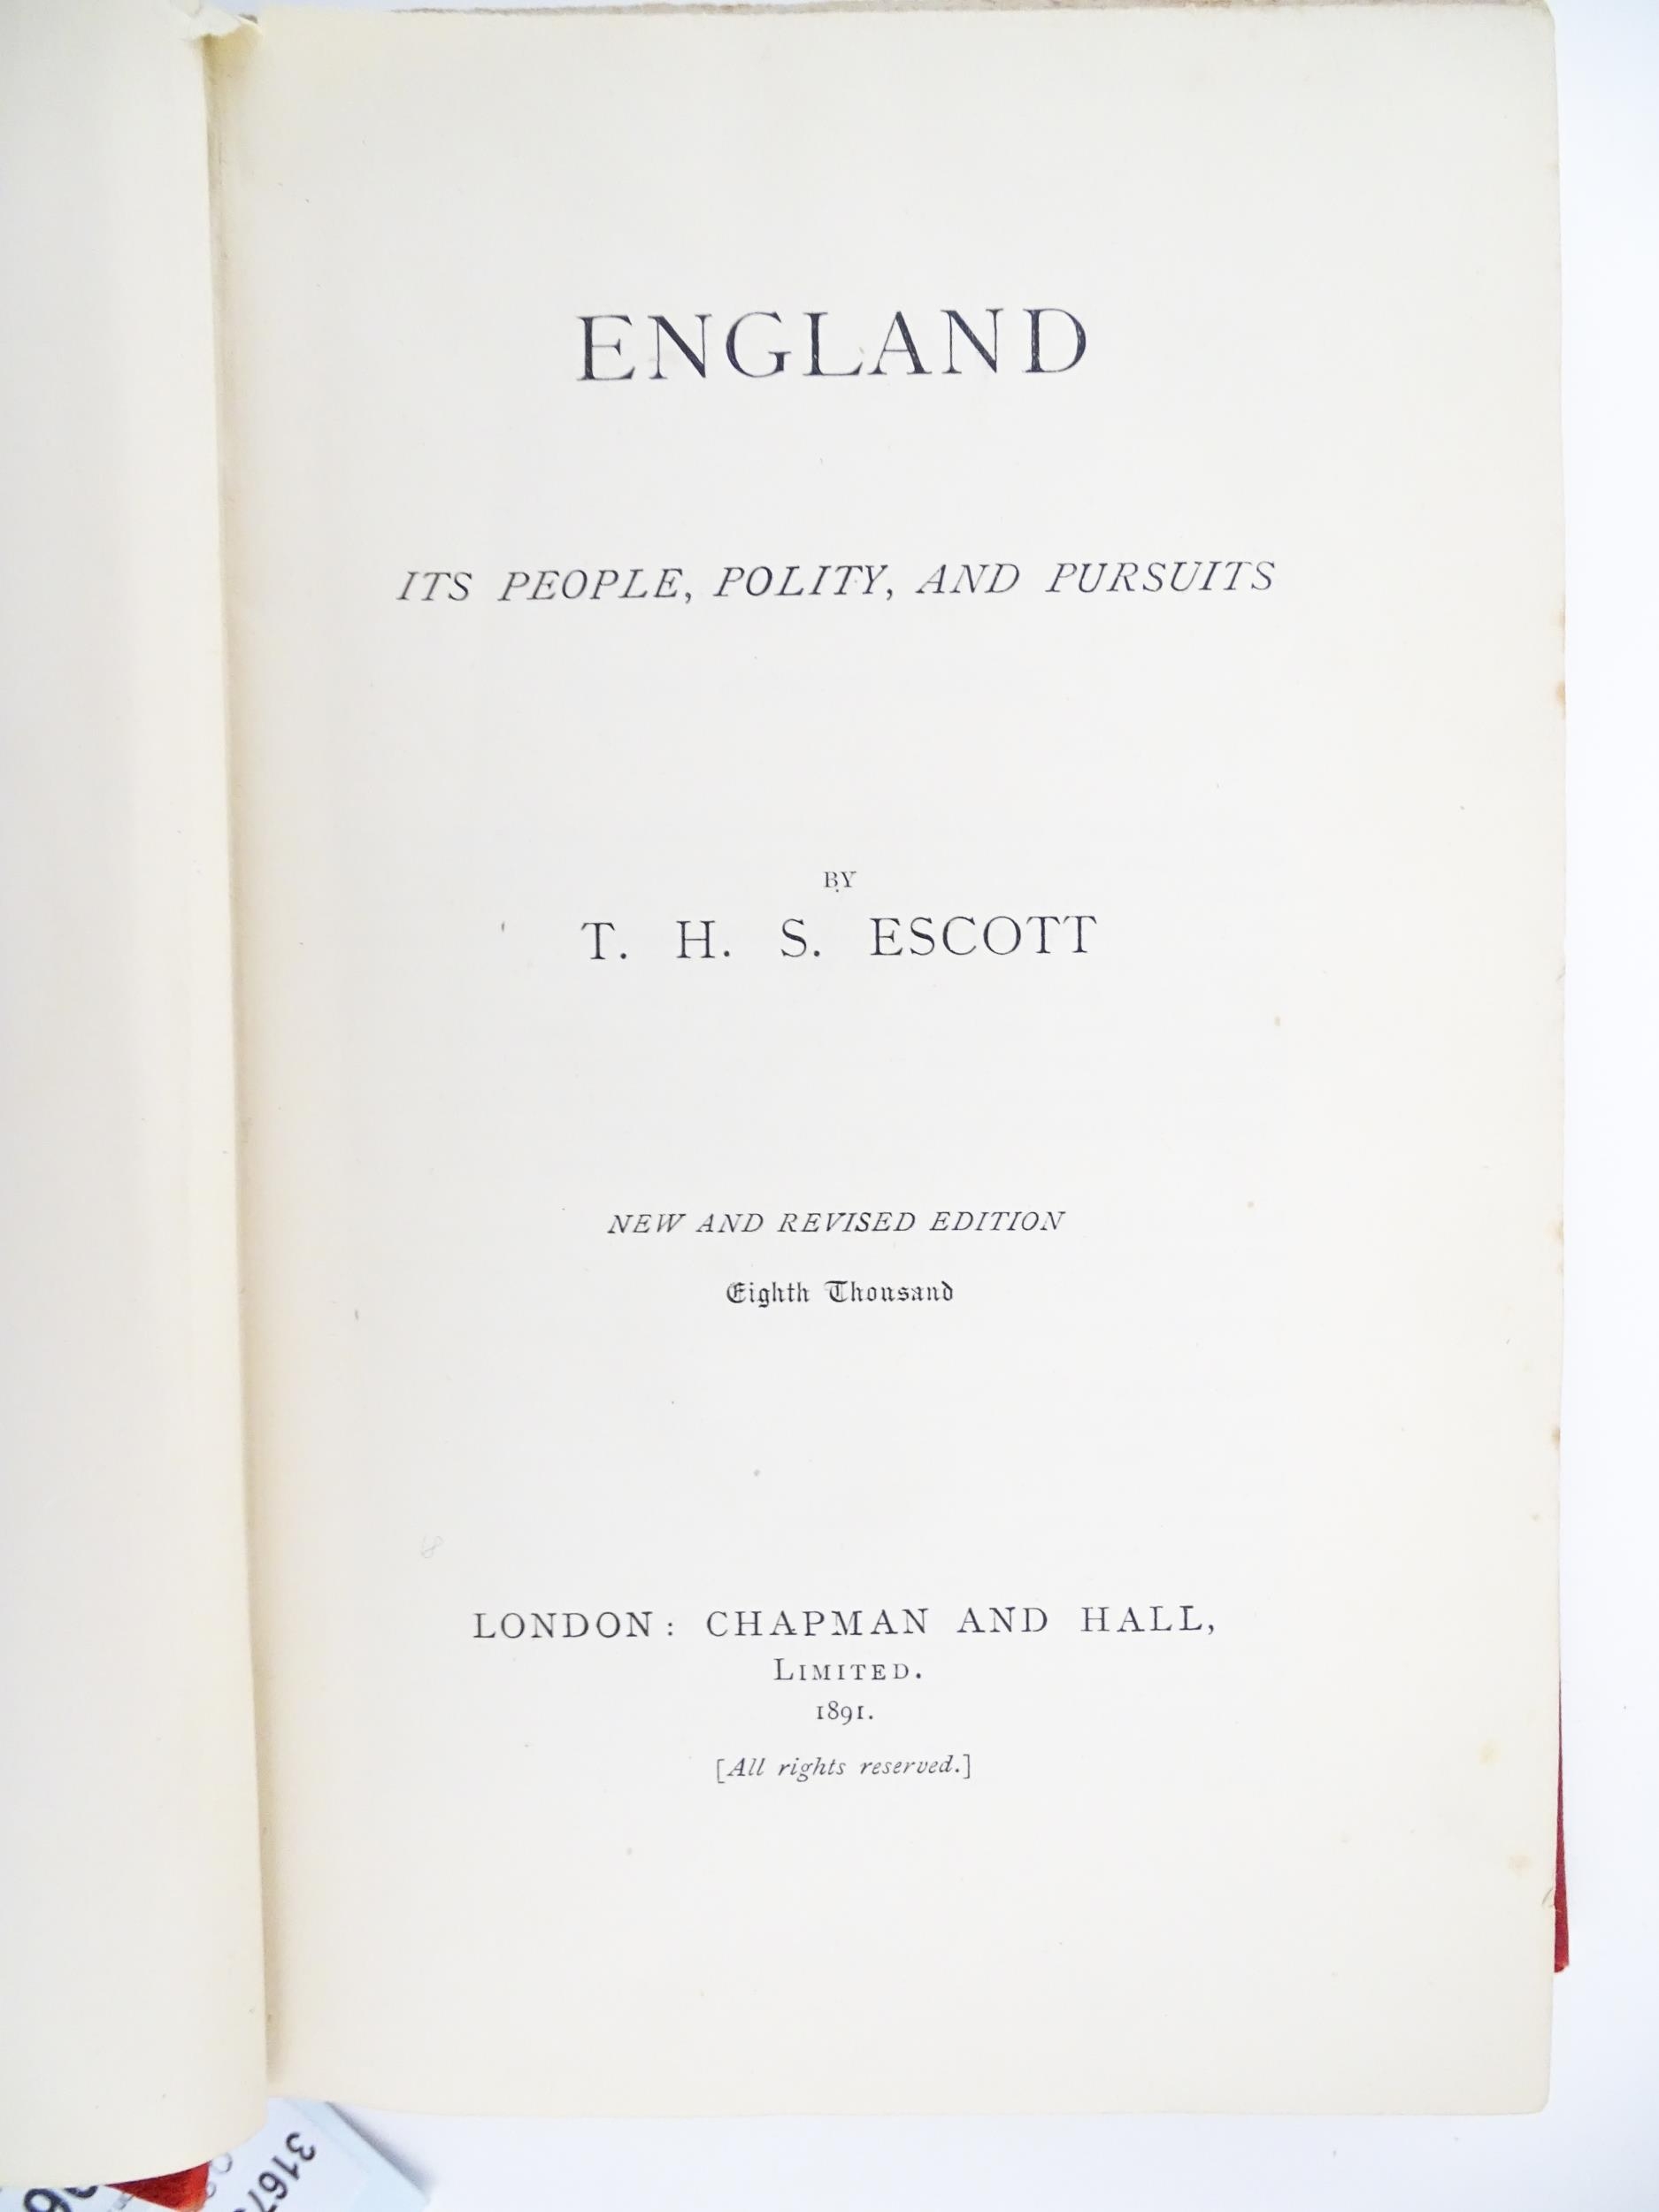 ENGLAND
ITS PEOPLE, POLITY, AND PURSUITS
BY
T. H. S. ESCOTT
NEW AND REVISED EDITION
Eighth Thousand
LONDON: CHAPMAN AND HALL,
LIMITED.
1891.
[All rights reserved.]